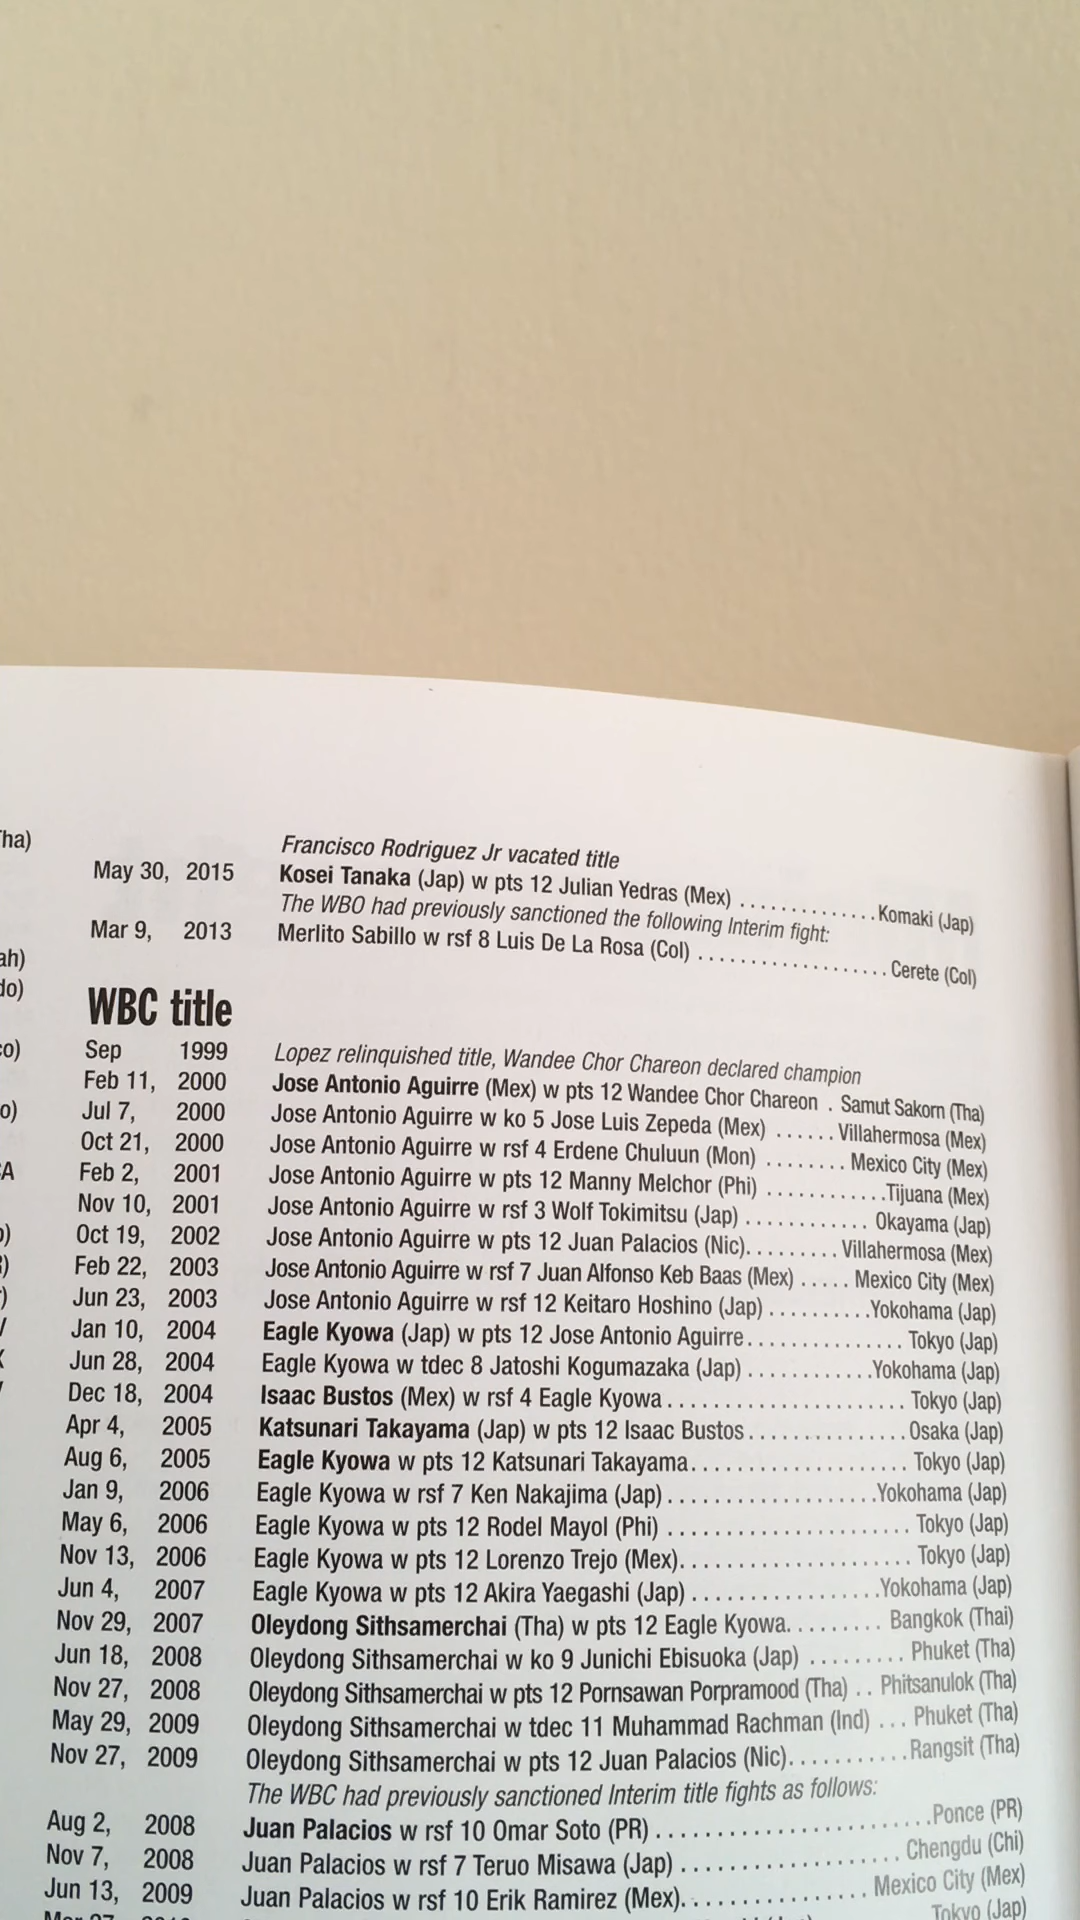 Francisco Rodriguez Jr vacated title
May 30, 2015 Kosei Tanaka (Jap) w pts 12 Julian Yedras (Mex) ............. Komaki (Jap)
The WBO had previously sanctioned the following Interim fight:
Mar 9, 2013 Merlito Sabillo w rsf 8 Luis De La Rosa (Col) .................. Cerete (Col)
WBC title
Sep 1999 Lopez relinquished title, Wandee Chor Chareon declared champion
Feb 11, 2000 Jose Antonio Aguirre (Mex) w pts 12 Wandee Chor Chareon . Samut Sakorn (Tha)
Jul 7, 2000 Jose Antonio Aguirre w ko 5 Jose Luis Zepeda (Mex) ...... Villahermosa (Mex)
Oct 21, 2000 Jose Antonio Aguirre w rsf 4 Erdene Chuluun (Mon) ........ Mexico City (Mex)
Feb 2, 2001 Jose Antonio Aguirre w pts 12 Manny Melchor (Phi) ............Tijuana (Mex)
Nov 10, 2001 Jose Antonio Aguirre w rsf 3 Wolf Tokimitsu (Jap) ............ Okayama (Jap)
Oct 19, 2002 Jose Antonio Aguirre w pts 12 Juan Palacios (Nic)......... Villahermosa (Mex)
Feb 22, 2003 Jose Antonio Aguirre w rsf 7 Juan Alfonso Keb Baas (Mex) ..... Mexico City (Mex)
Jun 23, 2003 Jose Antonio Aguirre w rsf 12 Keitaro Hoshino (Jap) ..........Yokohama (Jap)
Jan 10, 2004 Eagle Kyowa (Jap) w pts 12 Jose Antonio Aguirre............... Tokyo (Jap)
Jun 28, 2004 Eagle Kyowa w tdec 8 Jatoshi Kogumazaka (Jap) ............Yokohama (Jap)
Dec 18, 2004 Isaac Bustos (Mex) w rsf 4 Eagle Kyowa...................... Tokyo (Jap)
Apr 4, 2005 Katsunari Takayama (Jap) w pts 12 Isaac Bustos............... Osaka (Jap)
Aug 6, 2005 Eagle Kyowa w pts 12 Katsunari Takayama.................... Tokyo (Jap)
Jan 9, 2006 Eagle Kyowa w rsf 7 Ken Nakajima (Jap) ....................Yokohama (Jap)
May 6, 2006 Eagle Kyowa w pts 12 Rodel Mayol (Phi) ....................... Tokyo (Jap)
Nov 13, 2006 Eagle Kyowa w pts 12 Lorenzo Trejo (Mex)...................... Tokyo (Jap)
Jun 4, 2007 Eagle Kyowa w pts 12 Akira Yaegashi (Jap) ..................Yokohama (Jap)
Nov 29, 2007 Oleydong Sithsamerchai (Tha) w pts 12 Eagle Kyowa......... Bangkok (Thai)
Jun 18, 2008 Oleydong Sithsamerchai w ko 9 Junichi Ebisuoka (Jap) ......... Phuket (Tha)
Nov 27, 2008 Oleydong Sithsamerchai w pts 12 Pornsawan Porpramood (Tha) .. Phitsanulok (Tha)
May 29, 2009 Oleydong Sithsamerchai w tdec 11 Muhammad Rachman (Ind) ... Phuket (Tha)
Nov 27, 2009 Oleydong Sithsamerchai w pts 12 Juan Palacios (Nic)...........Rangsit (Tha)
The WBC had previously sanctioned Interim title fights as follows:
Aug 2, 2008 Juan Palacios w rsf 10 Omar Soto (PR) ..........................Ponce (PR)
Nov 7, 2008 Juan Palacios w rsf 7 Teruo Misawa (Jap) ..................... Chengdu (Chi)
Jun 13, 2009 Juan Palacios w rsf 10 Erik Ramirez (Mex).................. Mexico City (Mex)
Tokyo (Jap)